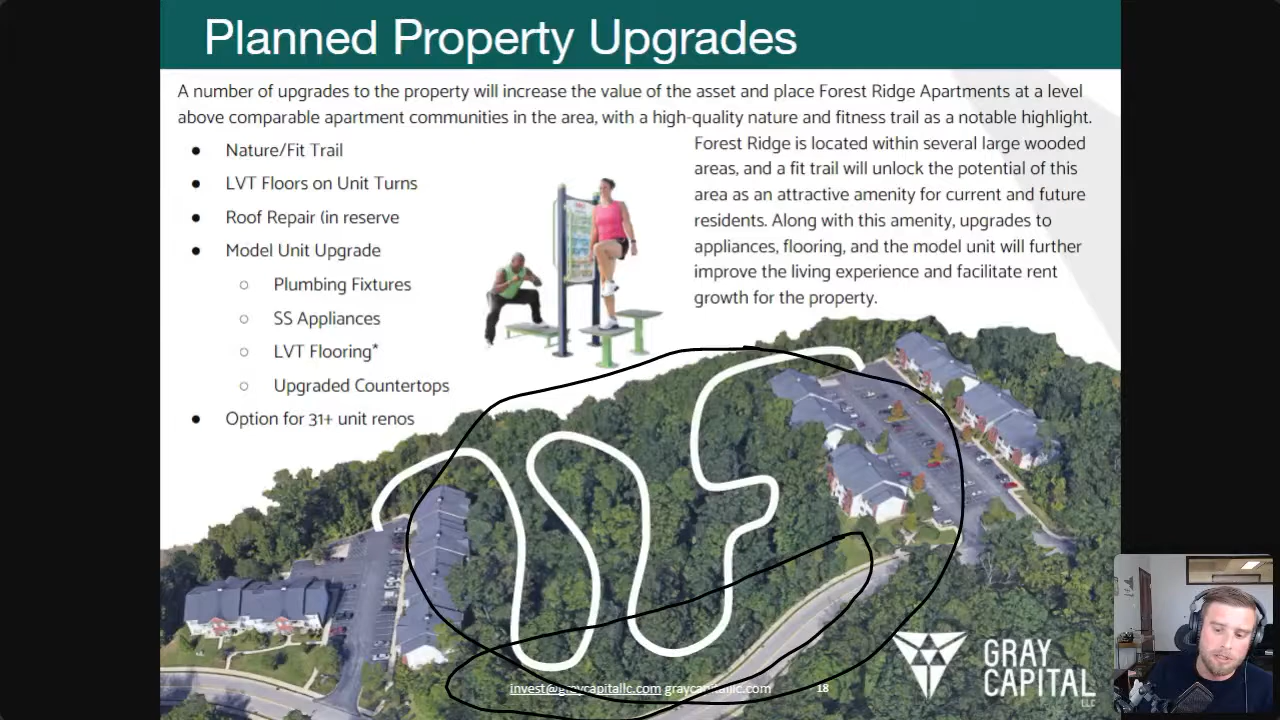 Planned Property Upgrades
A number of upgrades to the property will increase the value of the asset and place Forest Ridge Apartments at a level
above comparable apartment communities in the area, with a high-quality nature and fitness trail as a notable highlight.
● Nature/Fit Trail
● LVT Floors on Unit Turns
● Roof Repair (in reserve
● Model Unit Upgrade
○ Plumbing Fixtures
○ SS Appliances
○ LVT Flooring*
○ Upgraded Countertops
● Option for 31+ unit renos
Forest Ridge is located within several large wooded
areas, and a fit trail will unlock the potential of this
area as an attractive amenity for current and future
residents. Along with this amenity, upgrades to
appliances, flooring, and the model unit will further
improve the living experience and facilitate rent
growth for the property.
invest@graycapitallc.com graycapitallc.com
18
GRAY
CAPITAL
LLC